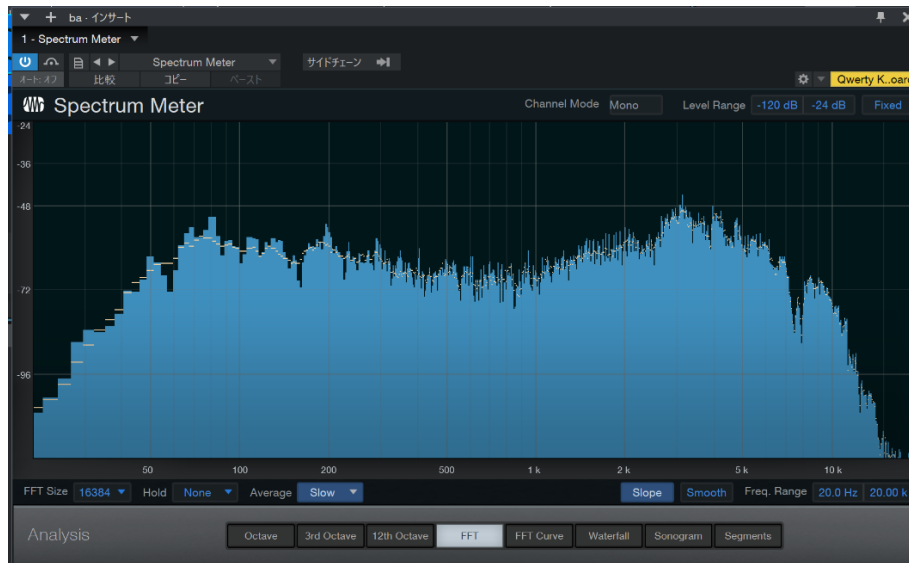 ba - インサート
1 - Spectrum Meter
Spectrum Meter サイドチェーン
オート: オフ 比較 コピー ペースト Qwerty K..oard
Spectrum Meter Channel Mode Mono Level Range -120 dB -24 dB Fixed
-24
-36
-48
-72
-96
50 100 200 500 1 k 2 k 5 k 10 k
FFT Size 16384 Hold None Average Slow Slope Smooth Freq. Range 20.0 Hz 20.00 k
Analysis Octave 3rd Octave 12th Octave FFT FFT Curve Waterfall Sonogram Segments